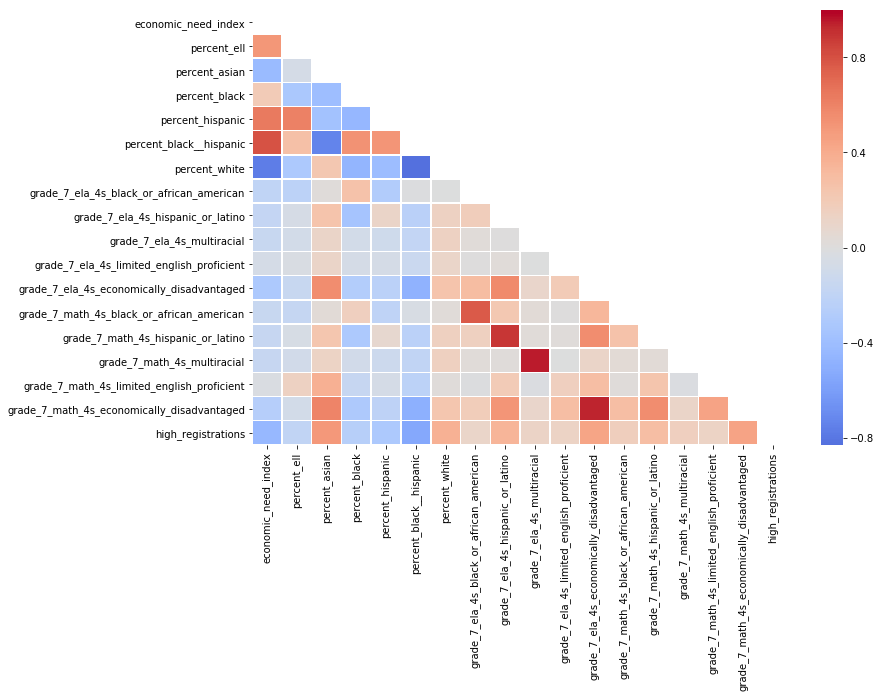 economic_need_index
percent_ell
percent_asian
percent_black
percent_hispanic
percent_black__hispanic
percent_white
grade_7_ela_4s_black_or_african_american
grade_7_ela_4s_hispanic_or_latino
grade_7_ela_4s_multiracial
grade_7_ela_4s_limited_english_proficient
grade_7_ela_4s_economically_disadvantaged
grade_7_math_4s_black_or_african_american
grade_7_math_4s_hispanic_or_latino
grade_7_math_4s_multiracial
grade_7_math_4s_limited_english_proficient
grade_7_math_4s_economically_disadvantaged
high_registrations
economic_need_index
percent_ell
percent_asian
percent_black
percent_hispanic
percent_black__hispanic
percent_white
grade_7_ela_4s_black_or_african_american
grade_7_ela_4s_hispanic_or_latino
grade_7_ela_4s_multiracial
grade_7_ela_4s_limited_english_proficient
grade_7_ela_4s_economically_disadvantaged
grade_7_math_4s_black_or_african_american
grade_7_math_4s_hispanic_or_latino
grade_7_math_4s_multiracial
grade_7_math_4s_limited_english_proficient
grade_7_math_4s_economically_disadvantaged
high_registrations
0.8
0.4
0.0
−0.4
−0.8